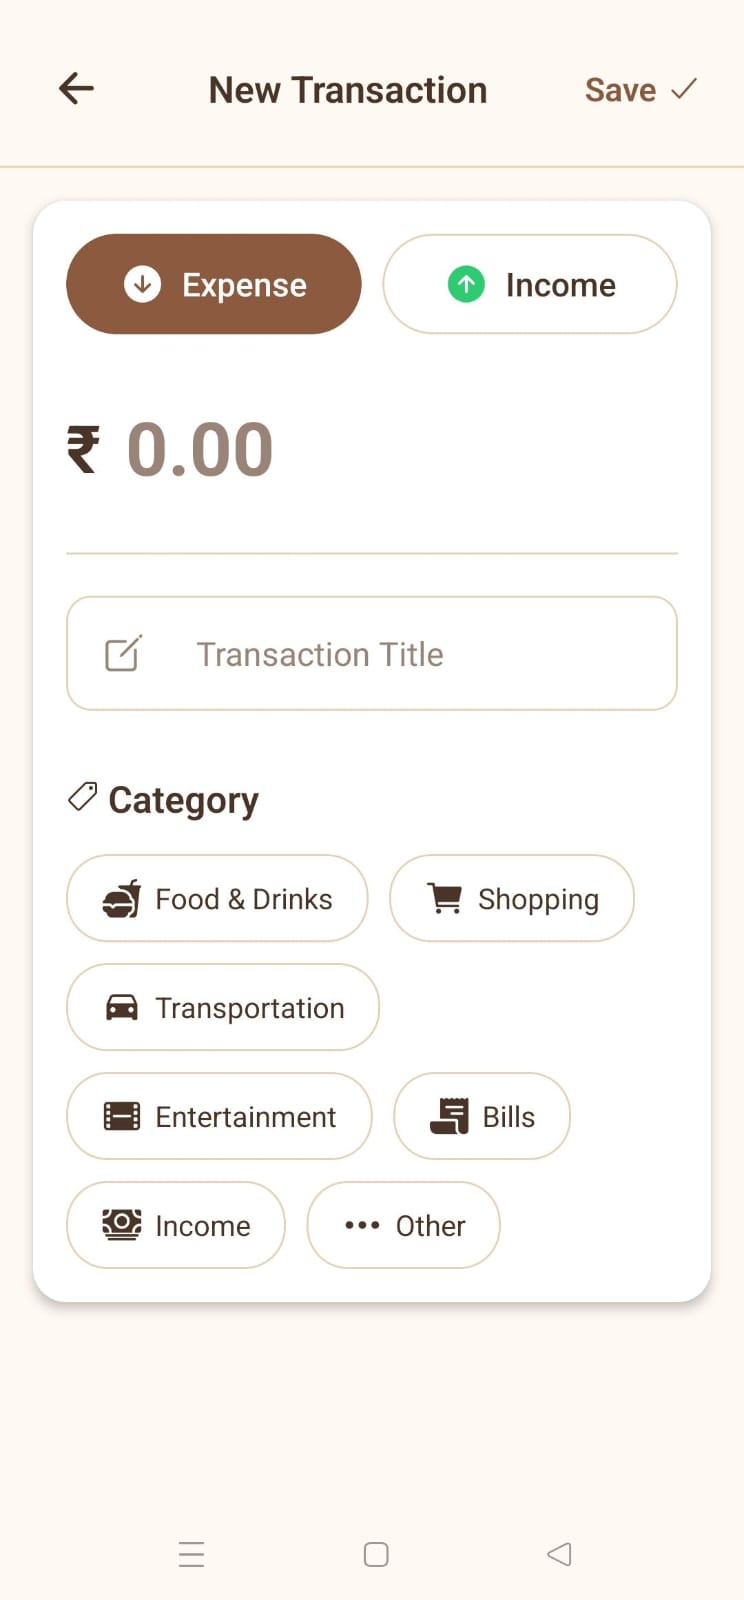 New Transaction Save
Expense Income
₹ 0.00
Transaction Title
Category
Food & Drinks Shopping
Transportation
Entertainment Bills
Income Other